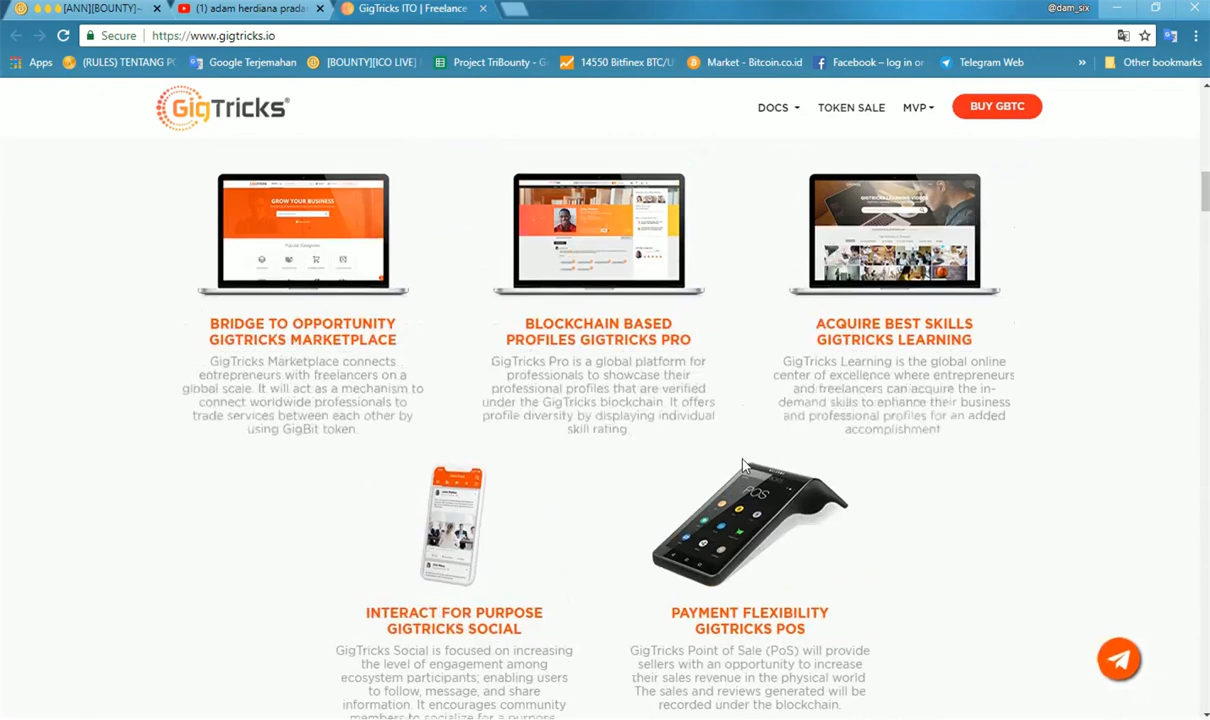 [ANN][BOUNTY]~
(1) adam herdiana prada
GigTricks ITO | Freelance
@dam_six
Secure
https://www.gigtricks.io
Apps
(RULES) TENTANG P
Google Terjemahan
[BOUNTY][ICO LIVE]
Project TriBounty - G
14550 Bitfinex BTC/U
Market - Bitcoin.co.id
Facebook – log in or
Telegram Web
»
Other bookmarks
GigTricks®
DOCS
TOKEN SALE
MVP
BUY GBTC
GROW YOUR BUSINESS
BRIDGE TO OPPORTUNITY
GIGTRICKS MARKETPLACE
GigTricks Marketplace connects
entrepreneurs with freelancers on a
global scale. It will act as a mechanism to
connect worldwide professionals to
trade services between each other by
using GigBit token.
BLOCKCHAIN BASED
PROFILES GIGTRICKS PRO
GigTricks Pro is a global platform for
professionals to showcase their
professional profiles that are verified
under the GigTricks blockchain. It offers
profile diversity by displaying individual
skill rating.
GIGTRICKS LEARNING VIDEOS
ACQUIRE BEST SKILLS
GIGTRICKS LEARNING
GigTricks Learning is the global online
center of excellence where entrepreneurs
and freelancers can acquire the in-
demand skills to enhance their business
and professional profiles for an added
accomplishment
INTERACT FOR PURPOSE
GIGTRICKS SOCIAL
GigTricks Social is focused on increasing
the level of engagement among
ecosystem participants; enabling users
to follow, message, and share
information. It encourages community
members to socialize for a purpose
POS
PAYMENT FLEXIBILITY
GIGTRICKS POS
GigTricks Point of Sale (PoS) will provide
sellers with an opportunity to increase
their sales revenue in the physical world
The sales and reviews generated will be
recorded under the blockchain.